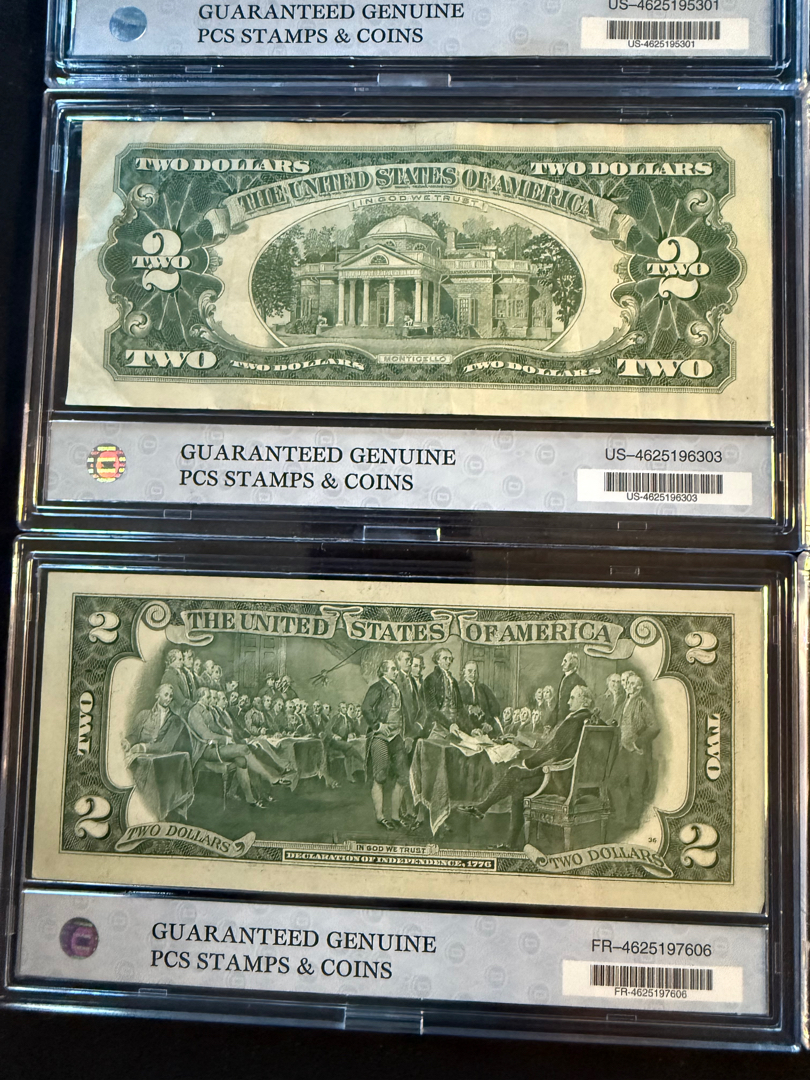 GUARANTEED GENUINE
PCS STAMPS & COINS
US–4625195301
US-4625195301
TWO DOLLARS
TWO DOLLARS
THE UNITED STATES OF AMERICA
IN GOD WE TRUST
2
TWO
2
TWO
TWO
TWO DOLLARS
MONTICELLO
TWO DOLLARS
TWO
GUARANTEED GENUINE
PCS STAMPS & COINS
US–4625196303
US-4625196303
2
THE UNITED STATES OF AMERICA
2
TWO
TWO
2
TWO DOLLARS
IN GOD WE TRUST
DECLARATION OF INDEPENDENCE, 1776
36
TWO DOLLARS
2
GUARANTEED GENUINE
PCS STAMPS & COINS
FR–4625197606
FR-4625197606